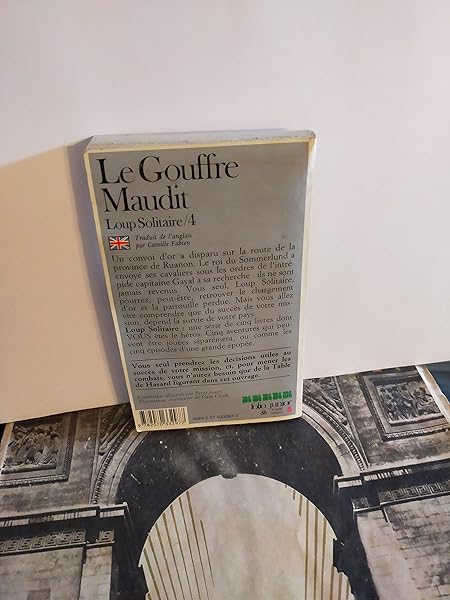 Le Gouffre
Maudit
Loup Solitaire/4
Traduit de l'anglais
par Camille Fabien
Un convoi d'or a disparu sur la route de la
province de Ruanon. Le roi du Sommerlund a
envoyé ses cavaliers sous les ordres de l'intré-
pide capitaine Gayal à sa recherche : ils ne sont
jamais revenus. Vous seul, Loup Solitaire,
pourrez, peut-être, retrouver le chargement
d'or et la patrouille perdue. Mais vous allez
vite comprendre que du succès de votre mis-
sion, dépend la survie de votre pays.
Loup Solitaire : une série de cinq livres dont
VOUS êtes le héros. Cinq aventures qui peu-
vent être jouées séparément, ou comme les
cinq épisodes d'une grande épopée.
Vous seul prendrez les décisions utiles au
succès de votre mission, et, pour mener les
combats, vous n'aurez besoin que de la Table
de Hasard figurant dans cet ouvrage.
Couverture illustrée par
folio junior
5